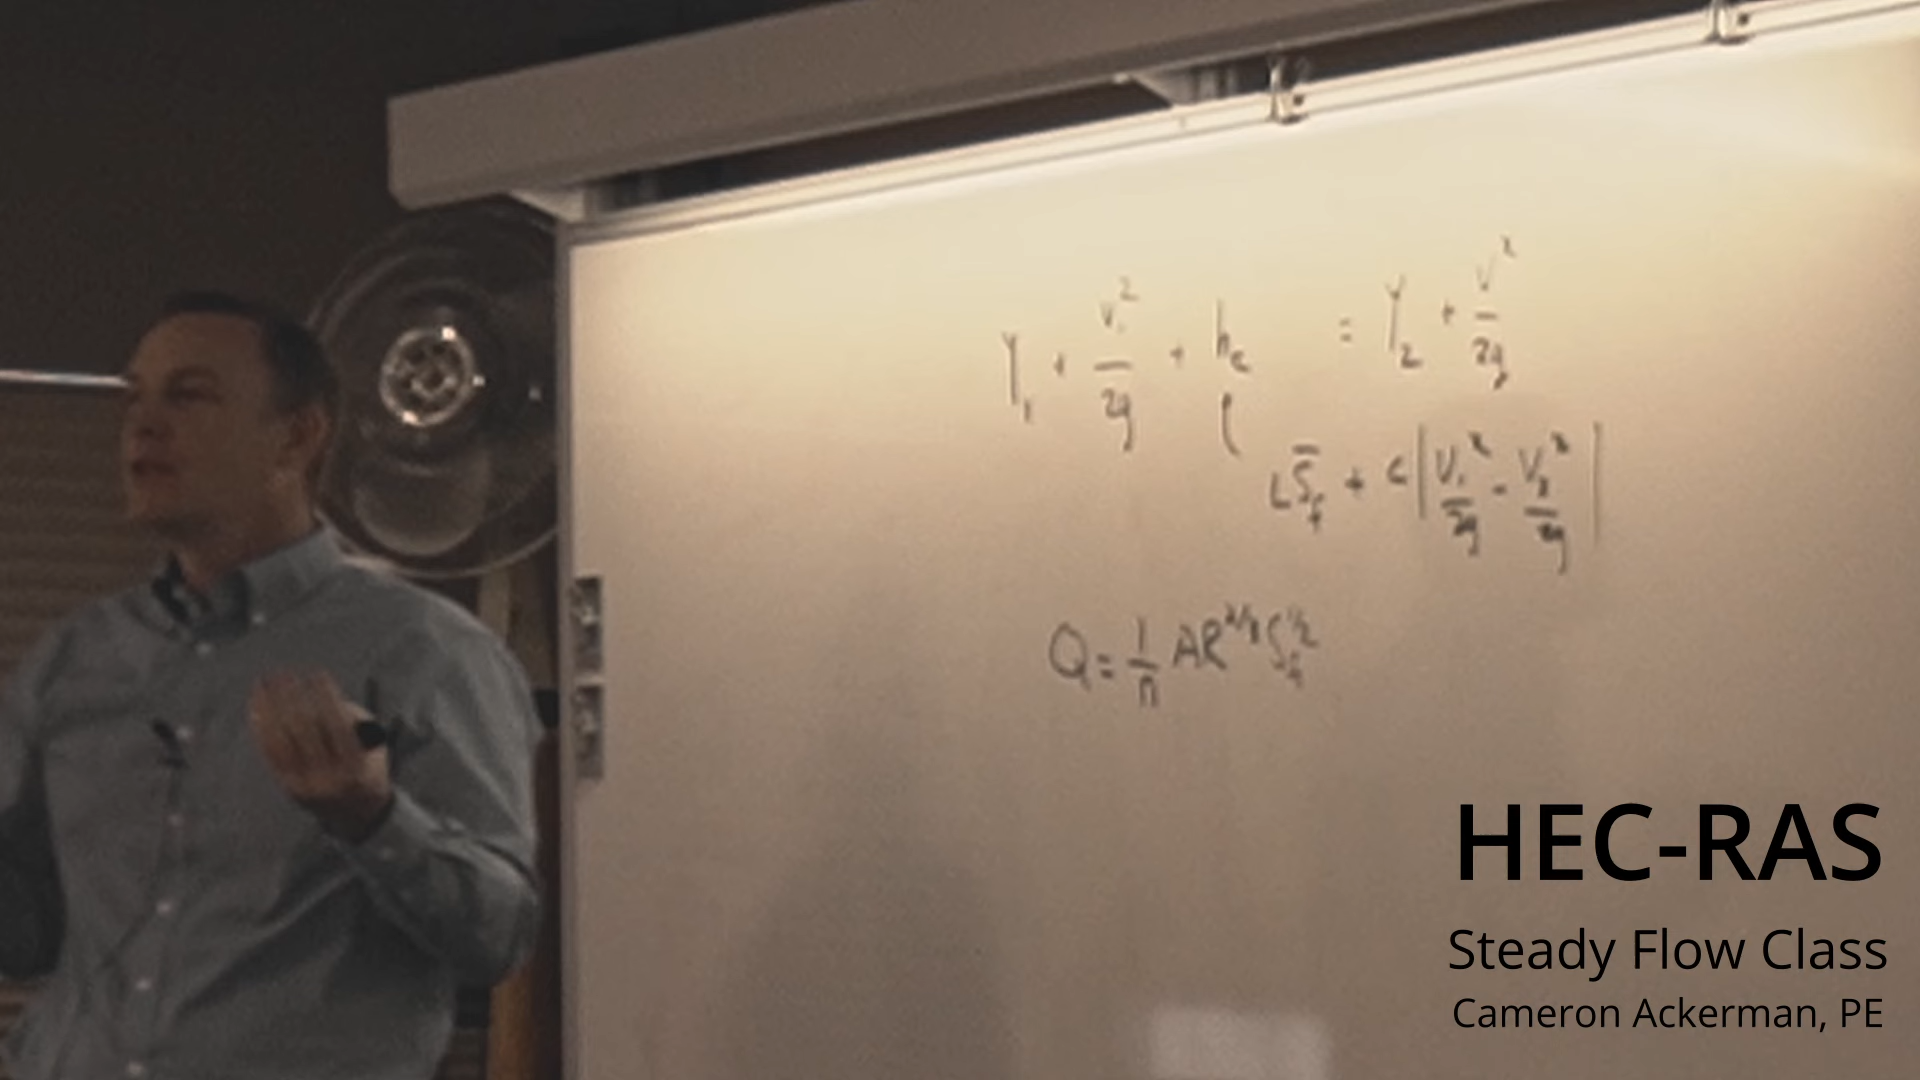 Y₁ + V₁²/2g + hₑ = Y₂ + V²/2g
LS̄f + C|V₁²/2g - V₂²/2g|
Q = 1/n AR^2/3 Sf^1/2
HEC-RAS
Steady Flow Class
Cameron Ackerman, PE